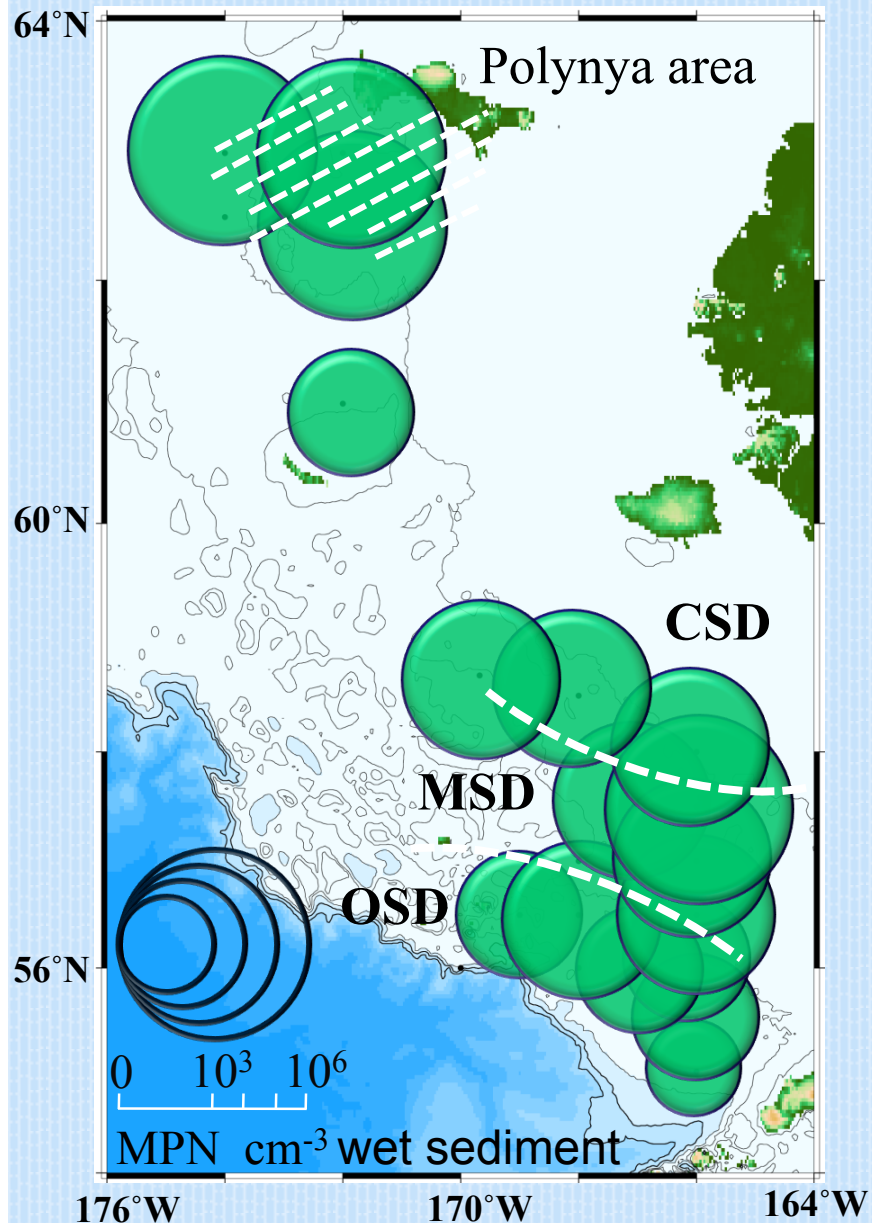 64˚N
Polynya area
60˚N
CSD
MSD
OSD
56˚N
0 10³ 10⁶
MPN cm⁻³ wet sediment
176˚W 170˚W 164˚W